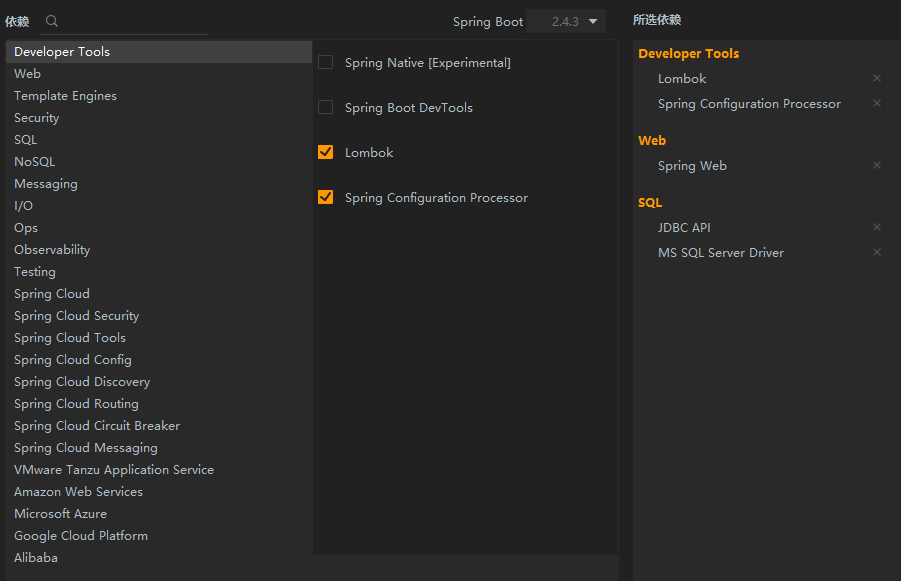 依赖
Spring Boot 2.4.3
Developer Tools
Web
Template Engines
Security
SQL
NoSQL
Messaging
I/O
Ops
Observability
Testing
Spring Cloud
Spring Cloud Security
Spring Cloud Tools
Spring Cloud Config
Spring Cloud Discovery
Spring Cloud Routing
Spring Cloud Circuit Breaker
Spring Cloud Messaging
VMware Tanzu Application Service
Amazon Web Services
Microsoft Azure
Google Cloud Platform
Alibaba
Spring Native [Experimental]
Spring Boot DevTools
Lombok
Spring Configuration Processor
所选依赖
Developer Tools
Lombok
Spring Configuration Processor
Web
Spring Web
SQL
JDBC API
MS SQL Server Driver